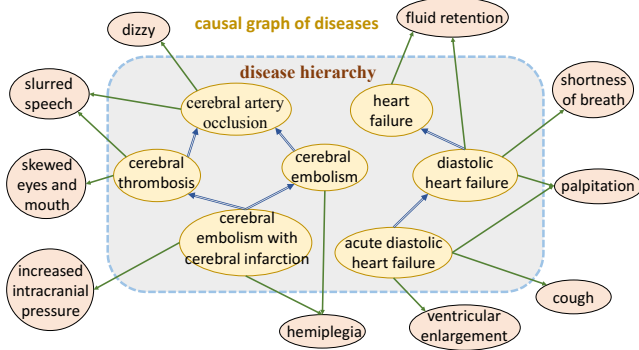 causal graph of diseases
fluid retention
dizzy
disease hierarchy
slurred
speech
cerebral artery
occlusion
heart
failure
shortness
of breath
skewed
eyes and
mouth
cerebral
thrombosis
cerebral
embolism
diastolic
heart failure
palpitation
cerebral
embolism with
cerebral infarction
acute diastolic
heart failure
increased
intracranial
pressure
hemiplegia
ventricular
enlargement
cough